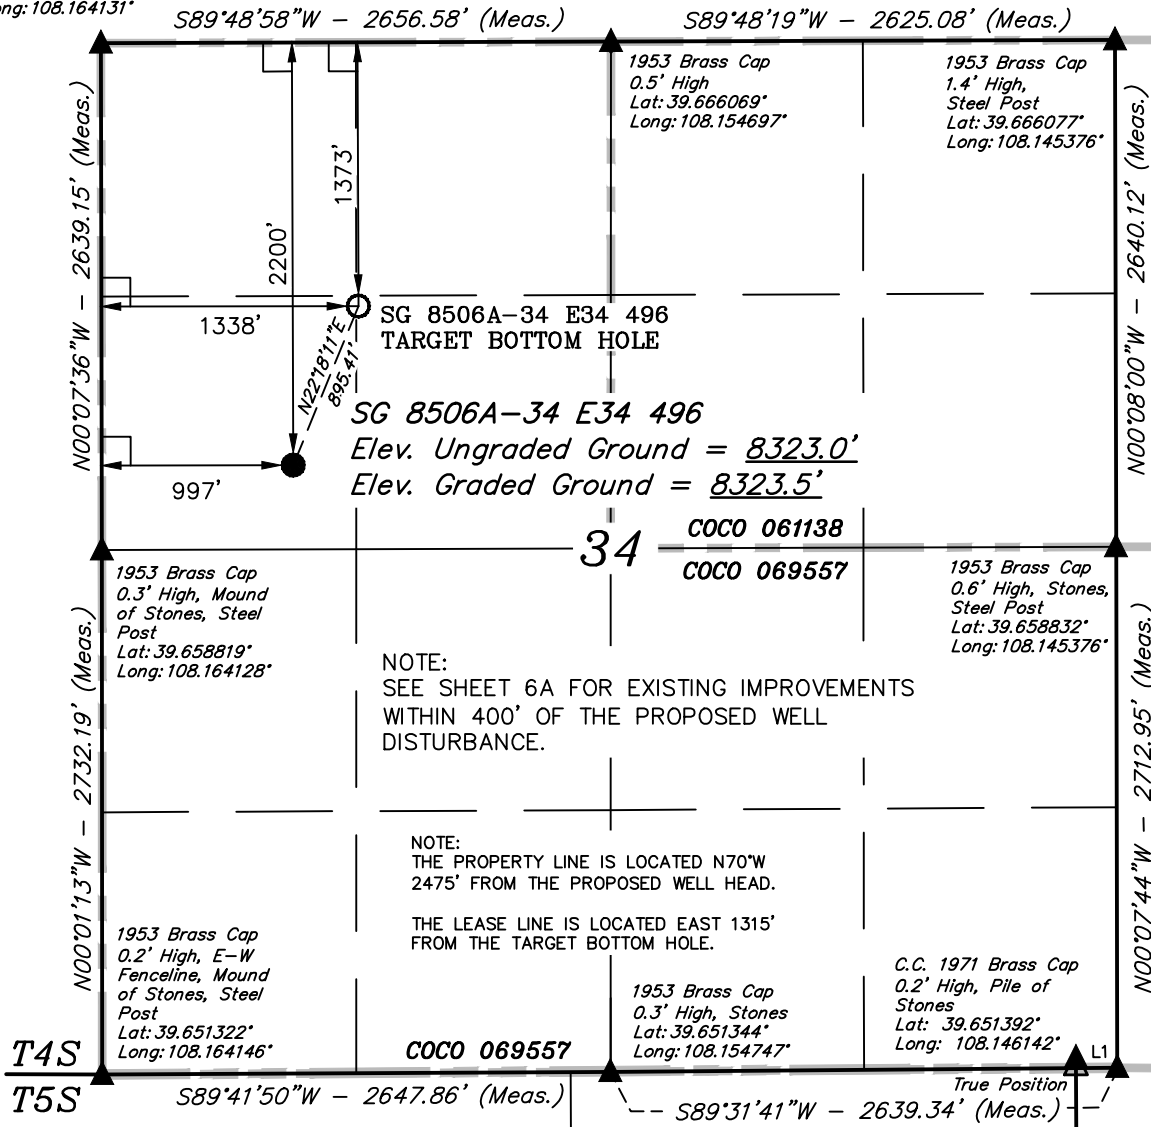 Long: 108.164131°
S89°48'58"W - 2656.58' (Meas.)
S89°48'19"W - 2625.08' (Meas.)
1953 Brass Cap
0.5' High
Lat: 39.666069°
Long: 108.154697°
1953 Brass Cap
1.4' High,
Steel Post
Lat: 39.666077°
Long: 108.145376°
N00°07'36"W - 2639.15' (Meas.)
N00°08'00"W - 2640.12' (Meas.)
1373'
2200'
1338'
SG 8506A-34 E34 496
TARGET BOTTOM HOLE
N22°18'11"E
895.41'
997'
SG 8506A-34 E34 496
Elev. Ungraded Ground = 8323.0'
Elev. Graded Ground = 8323.5'
34
COCO 061138
COCO 069557
1953 Brass Cap
0.3' High, Mound
of Stones, Steel
Post
Lat: 39.658819°
Long: 108.164128°
1953 Brass Cap
0.6' High, Stones,
Steel Post
Lat: 39.658832°
Long: 108.145376°
NOTE:
SEE SHEET 6A FOR EXISTING IMPROVEMENTS
WITHIN 400' OF THE PROPOSED WELL
DISTURBANCE.
N00°01'13"W - 2732.19' (Meas.)
N00°07'44"W - 2712.95' (Meas.)
NOTE:
THE PROPERTY LINE IS LOCATED N70°W
2475' FROM THE PROPOSED WELL HEAD.
THE LEASE LINE IS LOCATED EAST 1315'
FROM THE TARGET BOTTOM HOLE.
1953 Brass Cap
0.2' High, E-W
Fenceline, Mound
of Stones, Steel
Post
Lat: 39.651322°
Long: 108.164146°
COCO 069557
1953 Brass Cap
0.3' High, Stones
Lat: 39.651344°
Long: 108.154747°
C.C. 1971 Brass Cap
0.2' High, Pile of
Stones
Lat: 39.651392°
Long: 108.146142°
L1
T4S
T5S
True Position
S89°41'50"W - 2647.86' (Meas.)
S89°31'41"W - 2639.34' (Meas.)